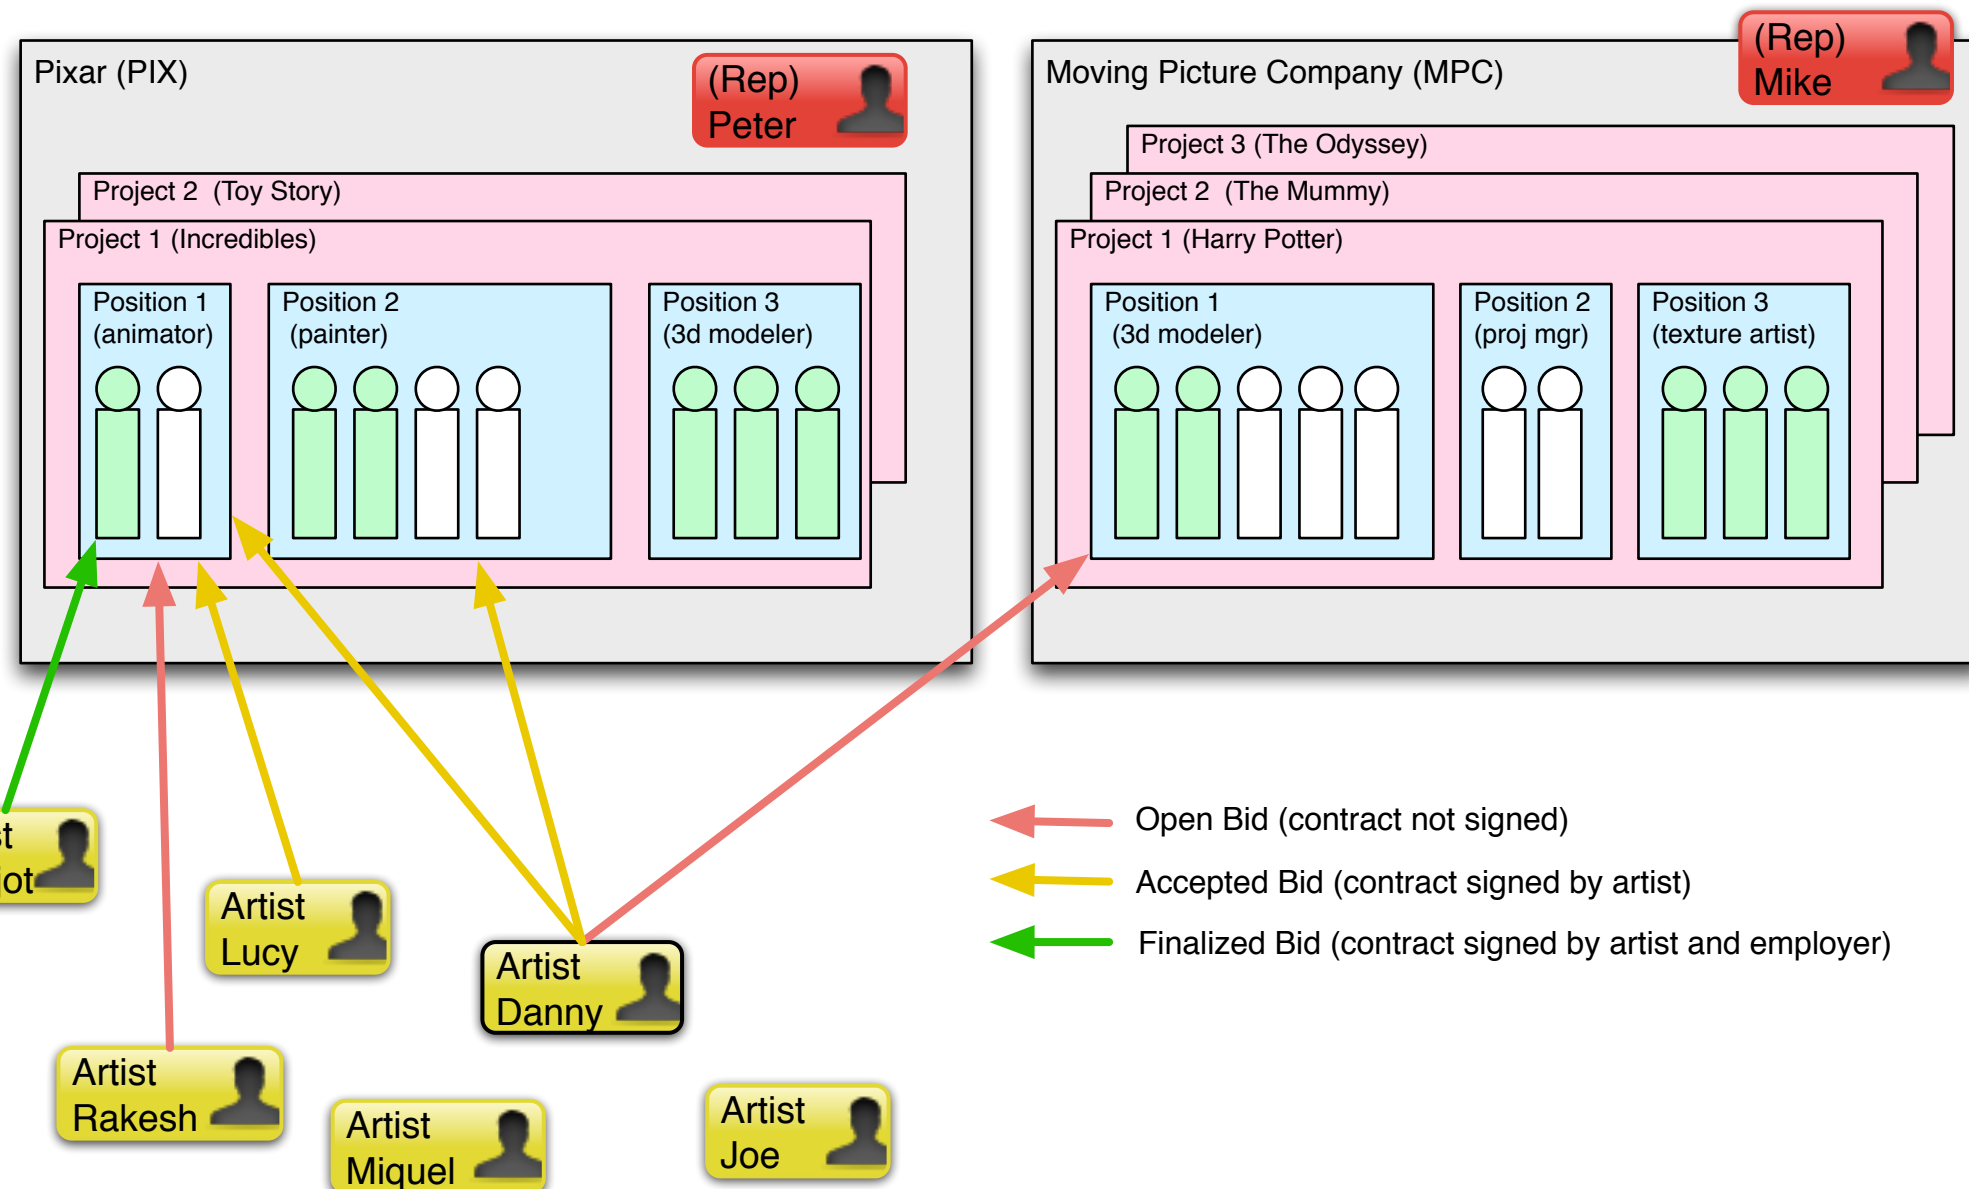 Pixar (PIX)
(Rep)
Peter
Project 2 (Toy Story)
Project 1 (Incredibles)
Position 1
(animator)
Position 2
(painter)
Position 3
(3d modeler)
Moving Picture Company (MPC)
(Rep)
Mike
Project 3 (The Odyssey)
Project 2 (The Mummy)
Project 1 (Harry Potter)
Position 1
(3d modeler)
Position 2
(proj mgr)
Position 3
(texture artist)
Artist
Lucy
Artist
Danny
Artist
Rakesh
Artist
Miquel
Artist
Joe
Open Bid (contract not signed)
Accepted Bid (contract signed by artist)
Finalized Bid (contract signed by artist and employer)